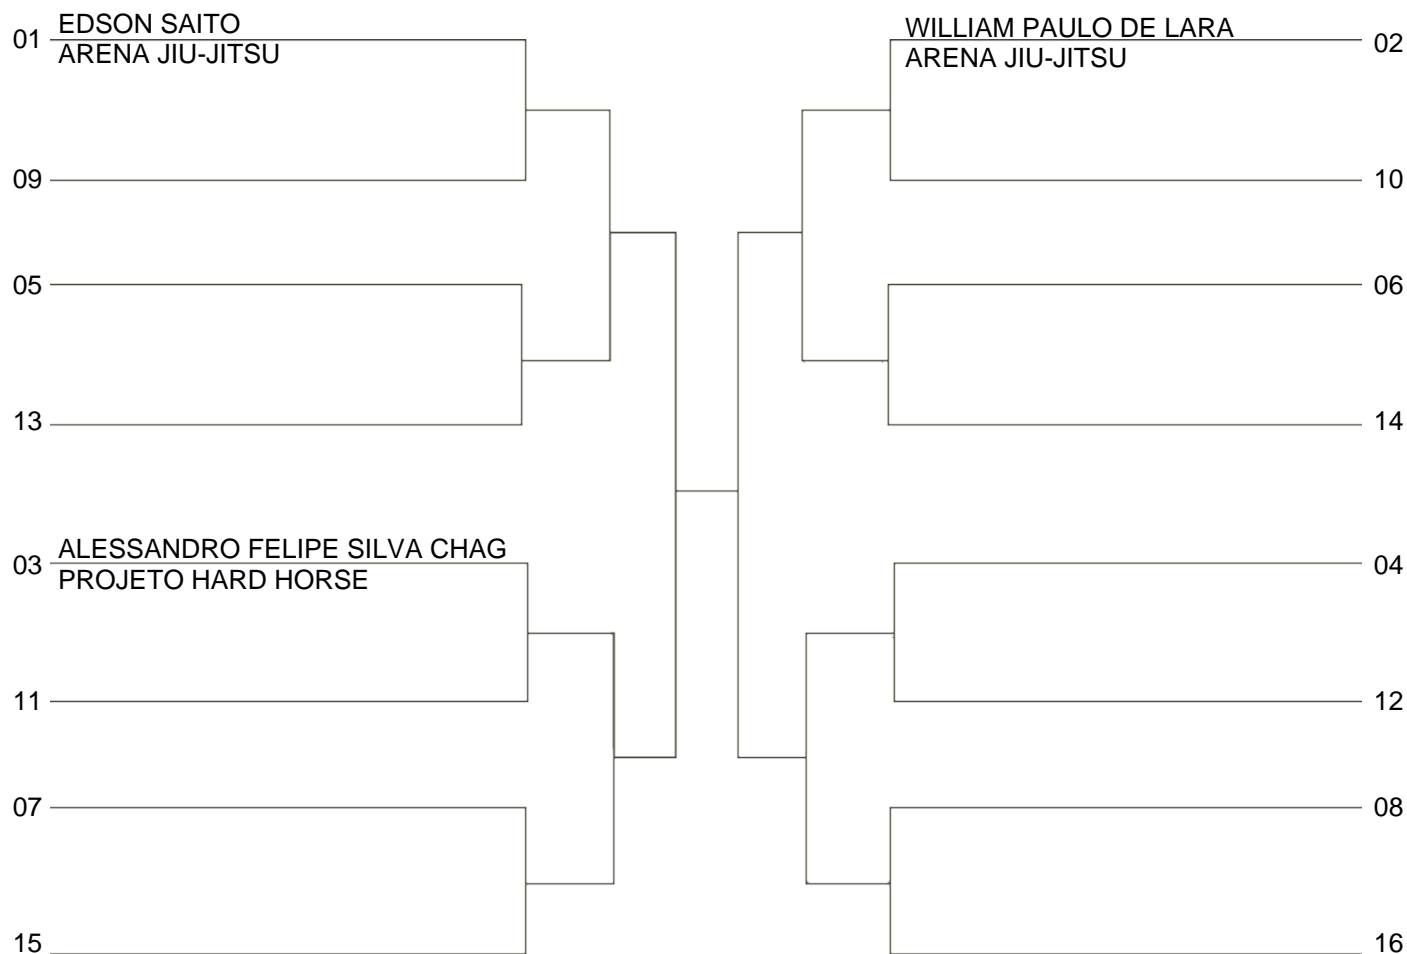 01 EDSON SAITO
ARENA JIU-JITSU
09
05
13
03 ALESSANDRO FELIPE SILVA CHAG
PROJETO HARD HORSE
11
07
15
WILLIAM PAULO DE LARA 02
ARENA JIU-JITSU
10
06
14
04
12
08
16